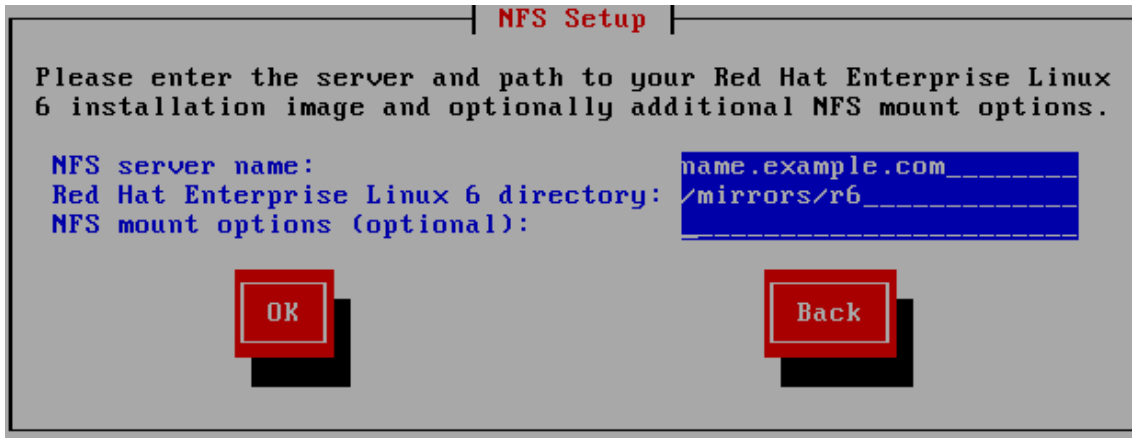 NFS Setup
Please enter the server and path to your Red Hat Enterprise Linux
6 installation image and optionally additional NFS mount options.
NFS server name: name.example.com________
Red Hat Enterprise Linux 6 directory: /mirrors/r6_____________
NFS mount options (optional): ________________________
OK Back